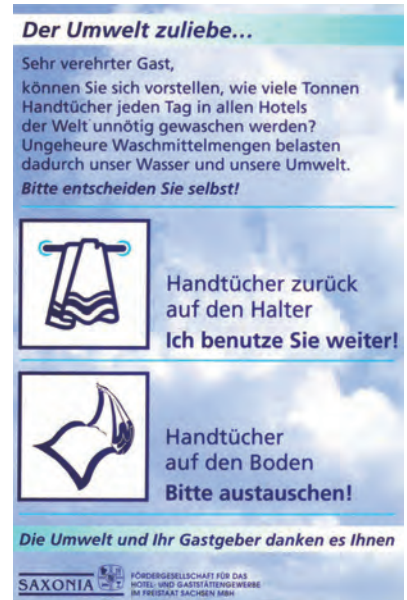 Der Umwelt zuliebe...
Sehr verehrter Gast,
können Sie sich vorstellen, wie viele Tonnen
Handtücher jeden Tag in allen Hotels
der Welt unnötig gewaschen werden?
Ungeheure Waschmittelmengen belasten
dadurch unser Wasser und unsere Umwelt.
Bitte entscheiden Sie selbst!
Handtücher zurück
auf den Halter
Ich benutze Sie weiter!
Handtücher
auf den Boden
Bitte austauschen!
Die Umwelt und Ihr Gastgeber danken es Ihnen
SAXONIA
FÖRDERGESELLSCHAFT FÜR DAS
HOTEL- UND GASTSTÄTTENGEWERBE
IM FREISTAAT SACHSEN MBH